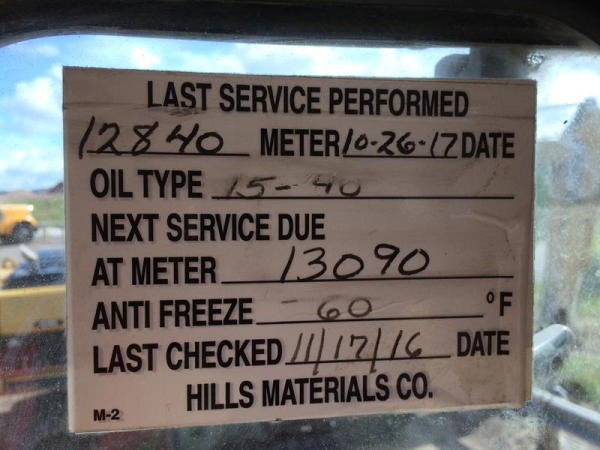 LAST SERVICE PERFORMED
12840 METER 10-26-17 DATE
OIL TYPE 15-40
NEXT SERVICE DUE
AT METER 13090
ANTI FREEZE -60 °F
LAST CHECKED 11/17/16 DATE
HILLS MATERIALS CO.
M-2